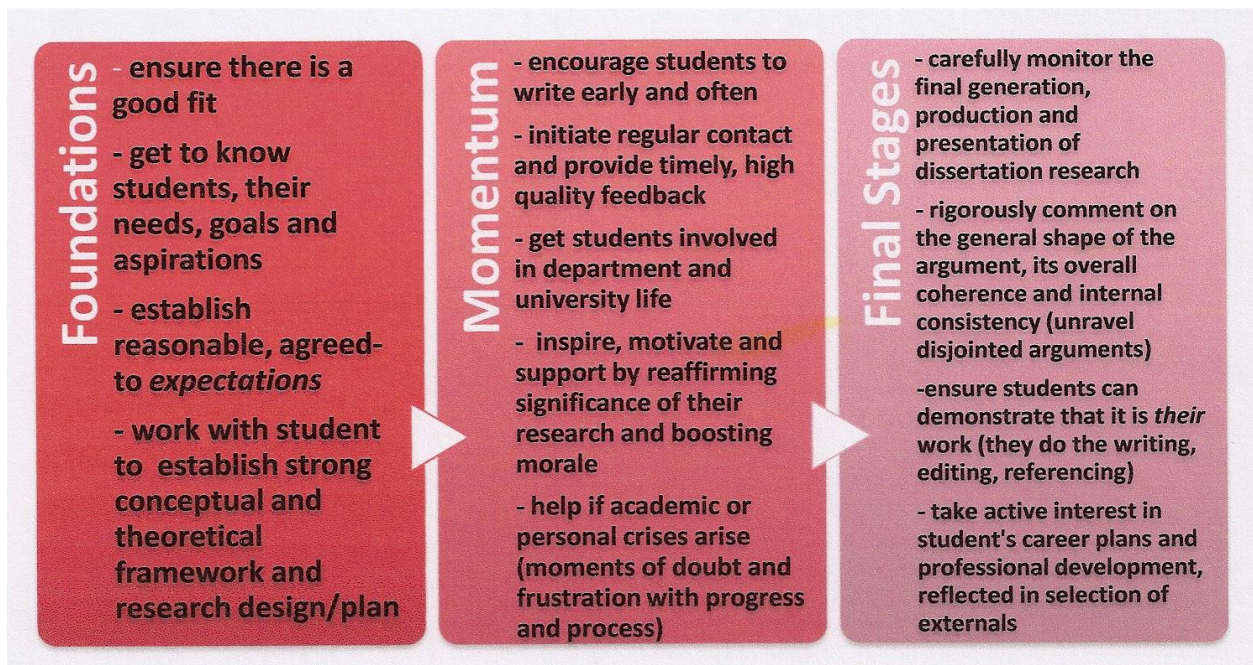 Foundations
- ensure there is a
good fit
- get to know
students, their
needs, goals and
aspirations
- establish
reasonable, agreed-
to expectations
- work with student
to establish strong
conceptual and
theoretical
framework and
research design/plan
Momentum
- encourage students to
write early and often
- initiate regular contact
and provide timely, high
quality feedback
- get students involved
in department and
university life
- inspire, motivate and
support by reaffirming
significance of their
research and boosting
morale
- help if academic or
personal crises arise
(moments of doubt and
frustration with progress
and process)
Final Stages
- carefully monitor the
final generation,
production and
presentation of
dissertation research
- rigorously comment on
the general shape of the
argument, its overall
coherence and internal
consistency (unravel
disjointed arguments)
-ensure students can
demonstrate that it is their
work (they do the writing,
editing, referencing)
- take active interest in
student's career plans and
professional development,
reflected in selection of
externals